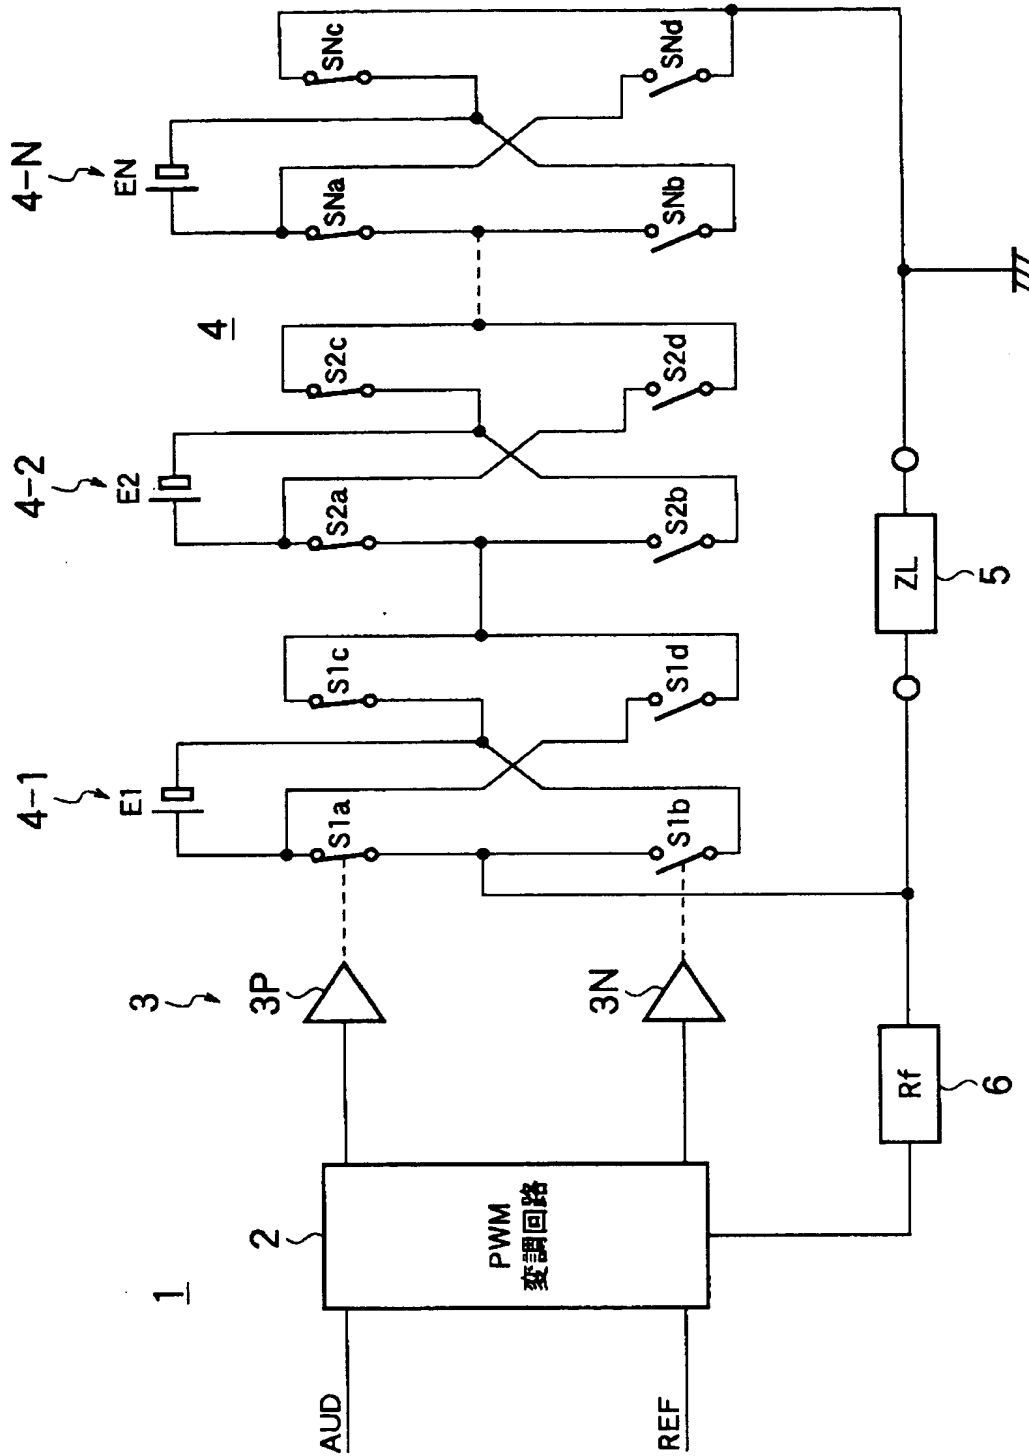 1
AUD
REF
2
PWM
変調回路
3
3P
3N
4-1
E1
S1a
S1b
S1c
S1d
4-2
E2
S2a
S2b
S2c
S2d
4
4-N
EN
SNa
SNb
SNc
SNd
Rf
6
ZL
5